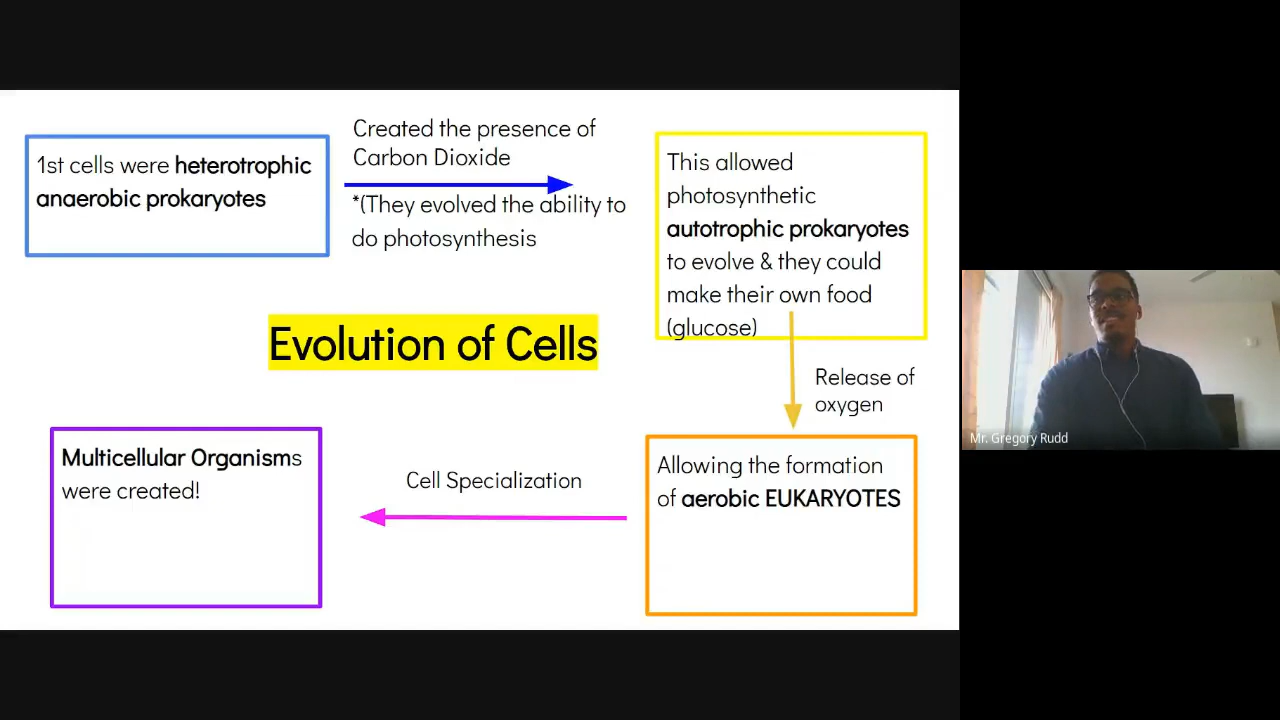 1st cells were heterotrophic
anaerobic prokaryotes
Created the presence of
Carbon Dioxide
*(They evolved the ability to
do photosynthesis
This allowed
photosynthetic
autotrophic prokaryotes
to evolve & they could
make their own food
(glucose)
Evolution of Cells
Release of
oxygen
Allowing the formation
of aerobic EUKARYOTES
Cell Specialization
Multicellular Organisms
were created!
Mr. Gregory Rudd